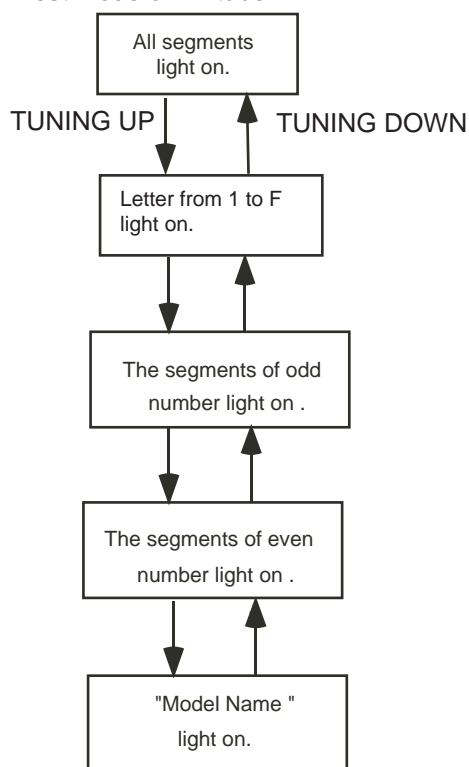 All segments
light on.
TUNING UP
TUNING DOWN
Letter from 1 to F
light on.
The segments of odd
number light on .
The segments of even
number light on .
"Model Name "
light on.